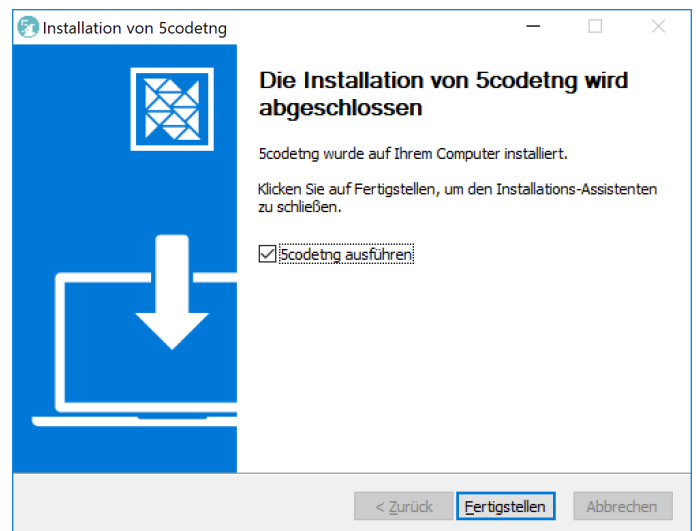 Installation von 5codetng
Die Installation von 5codetng wird
abgeschlossen
5codetng wurde auf Ihrem Computer installiert.
Klicken Sie auf Fertigstellen, um den Installations-Assistenten
zu schließen.
5codetng ausführen
< Zurück
Fertigstellen
Abbrechen